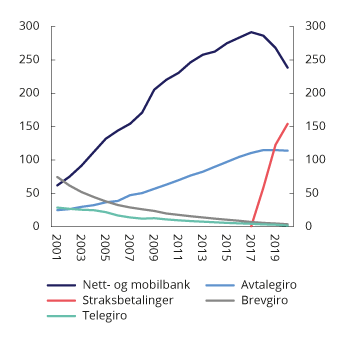 300 300
250 250
200 200
150 150
100 100
50 50
0 0
2001 2003 2005 2007 2009 2011 2013 2015 2017 2019
Nett- og mobilbank Avtalegiro
Straksbetalinger Brevgiro
Telegiro